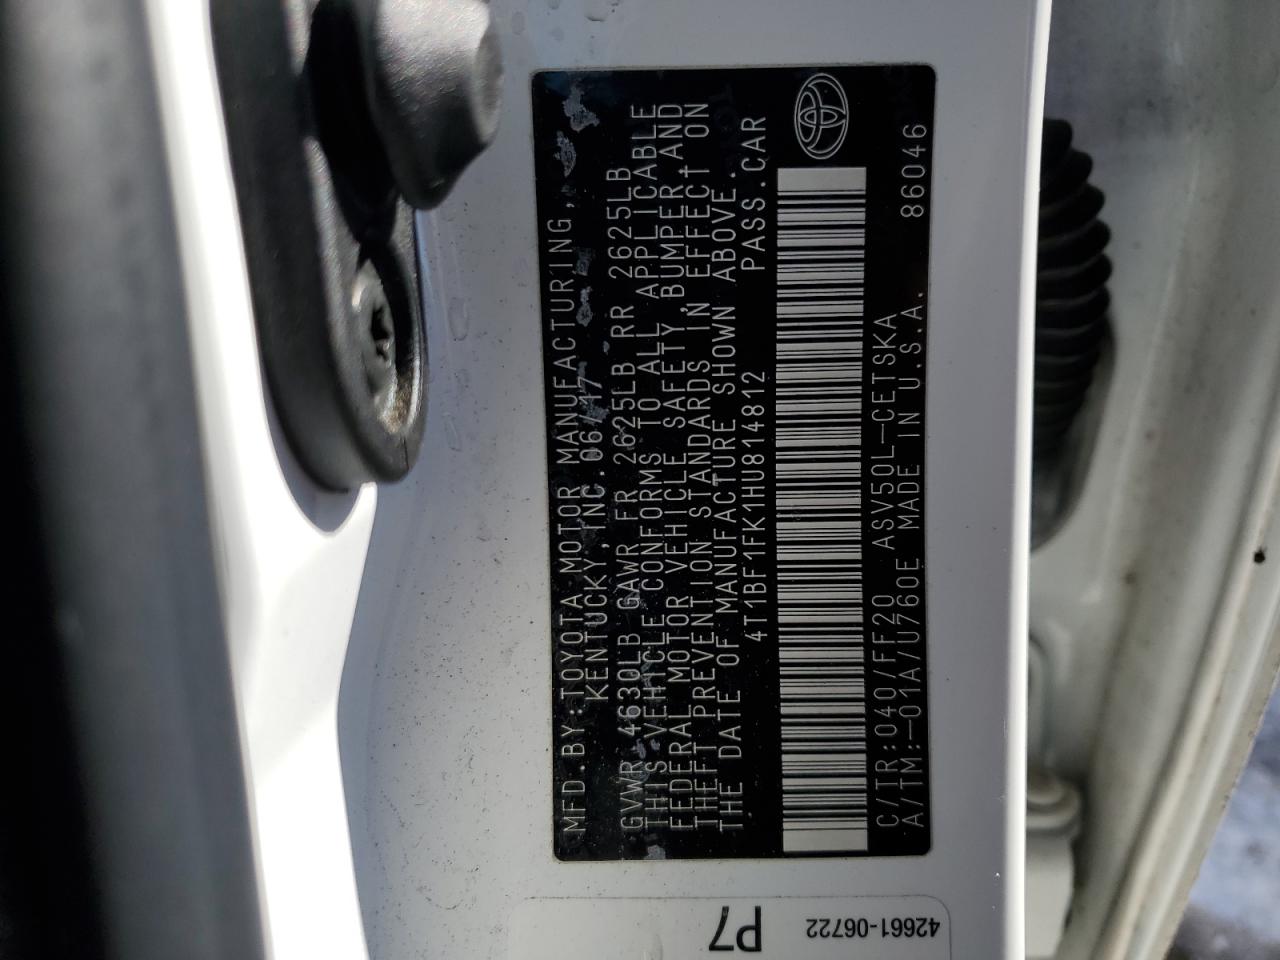 MFD.BY:TOYOTA MOTOR MANUFACTURING,
KENTUCKY,INC.06/17
GVWR 4630LB GAWR FR 2625LB RR 2625LB
THIS VEHICLE CONFORMS TO ALL APPLICABLE
FEDERAL MOTOR VEHICLE SAFETY,BUMPER,AND
THEFT PREVENTION STANDARDS IN EFFECT ON
THE DATE OF MANUFACTURE SHOWN ABOVE.
4T1BF1FK1HU814812 PASS.CAR
C/TR:040/FF20 ASV50L-CETSKA
A/TM:-01A/U760E MADE IN U.S.A. 86046
P7
42661-06722